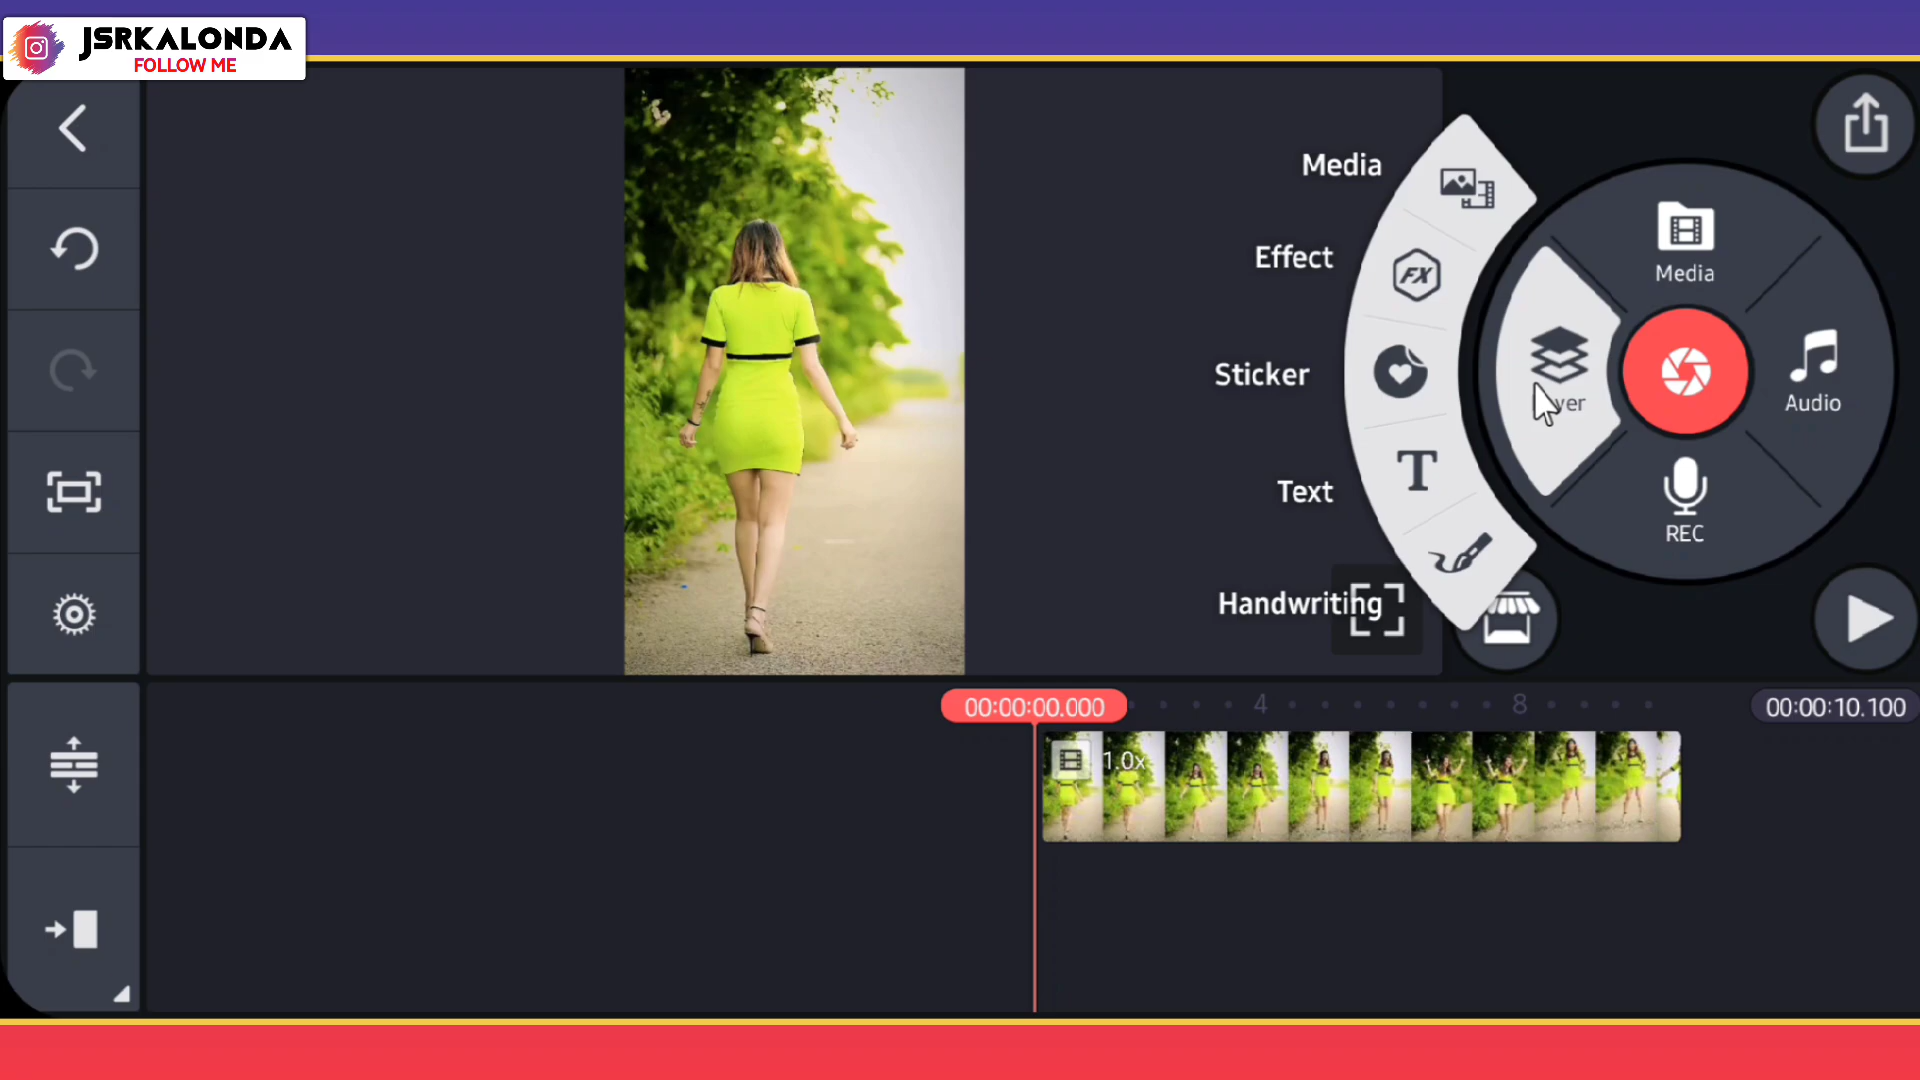 JSRKALONDA
FOLLOW ME
Media
Effect
Sticker
Text
Handwriting
FX
T
Media
Audio
REC
00:00:00.000
4
8
00:00:10.100
1.0x